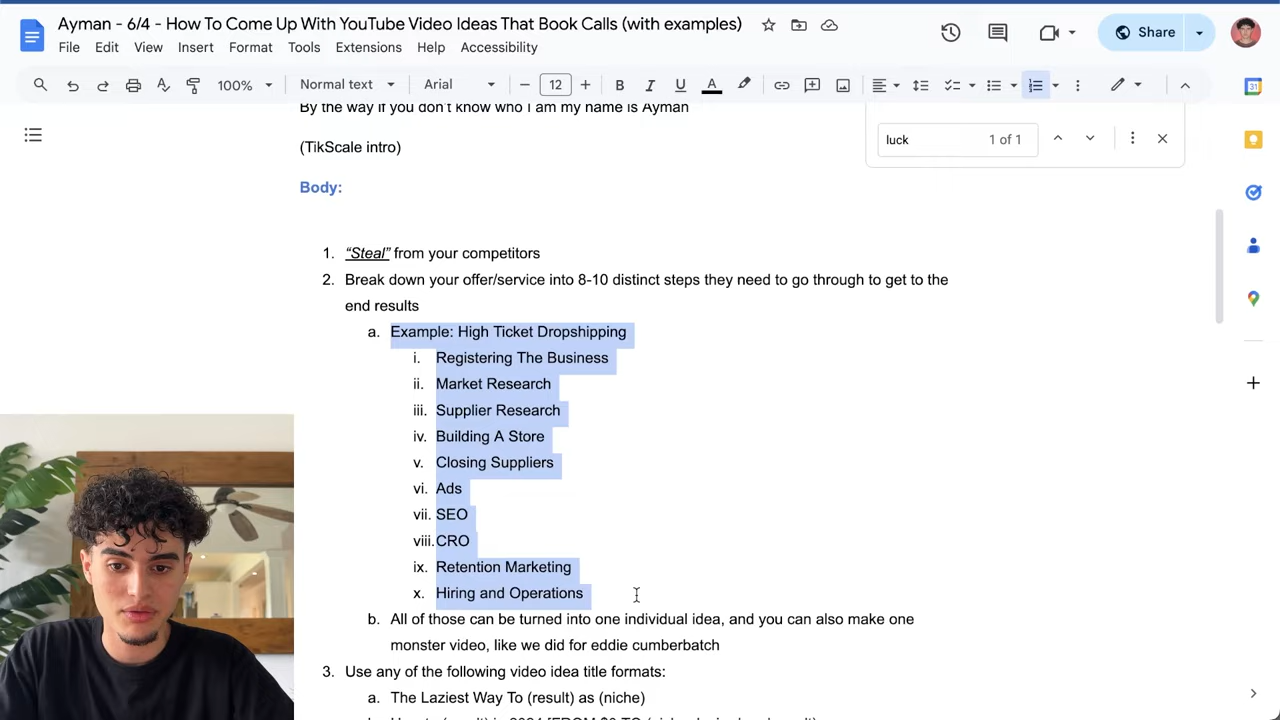 Ayman - 6/4 - How To Come Up With YouTube Video Ideas That Book Calls (with examples)
File Edit View Insert Format Tools Extensions Help Accessibility
Share
100% Normal text Arial 12
By the way if you don't know who I am my name is Ayman
luck 1 of 1
(TikScale intro)
Body:
1. “Steal” from your competitors
2. Break down your offer/service into 8-10 distinct steps they need to go through to get to the
end results
a. Example: High Ticket Dropshipping
i. Registering The Business
ii. Market Research
iii. Supplier Research
iv. Building A Store
v. Closing Suppliers
vi. Ads
vii. SEO
viii. CRO
ix. Retention Marketing
x. Hiring and Operations
b. All of those can be turned into one individual idea, and you can also make one
monster video, like we did for eddie cumberbatch
3. Use any of the following video idea title formats:
a. The Laziest Way To (result) as (niche)